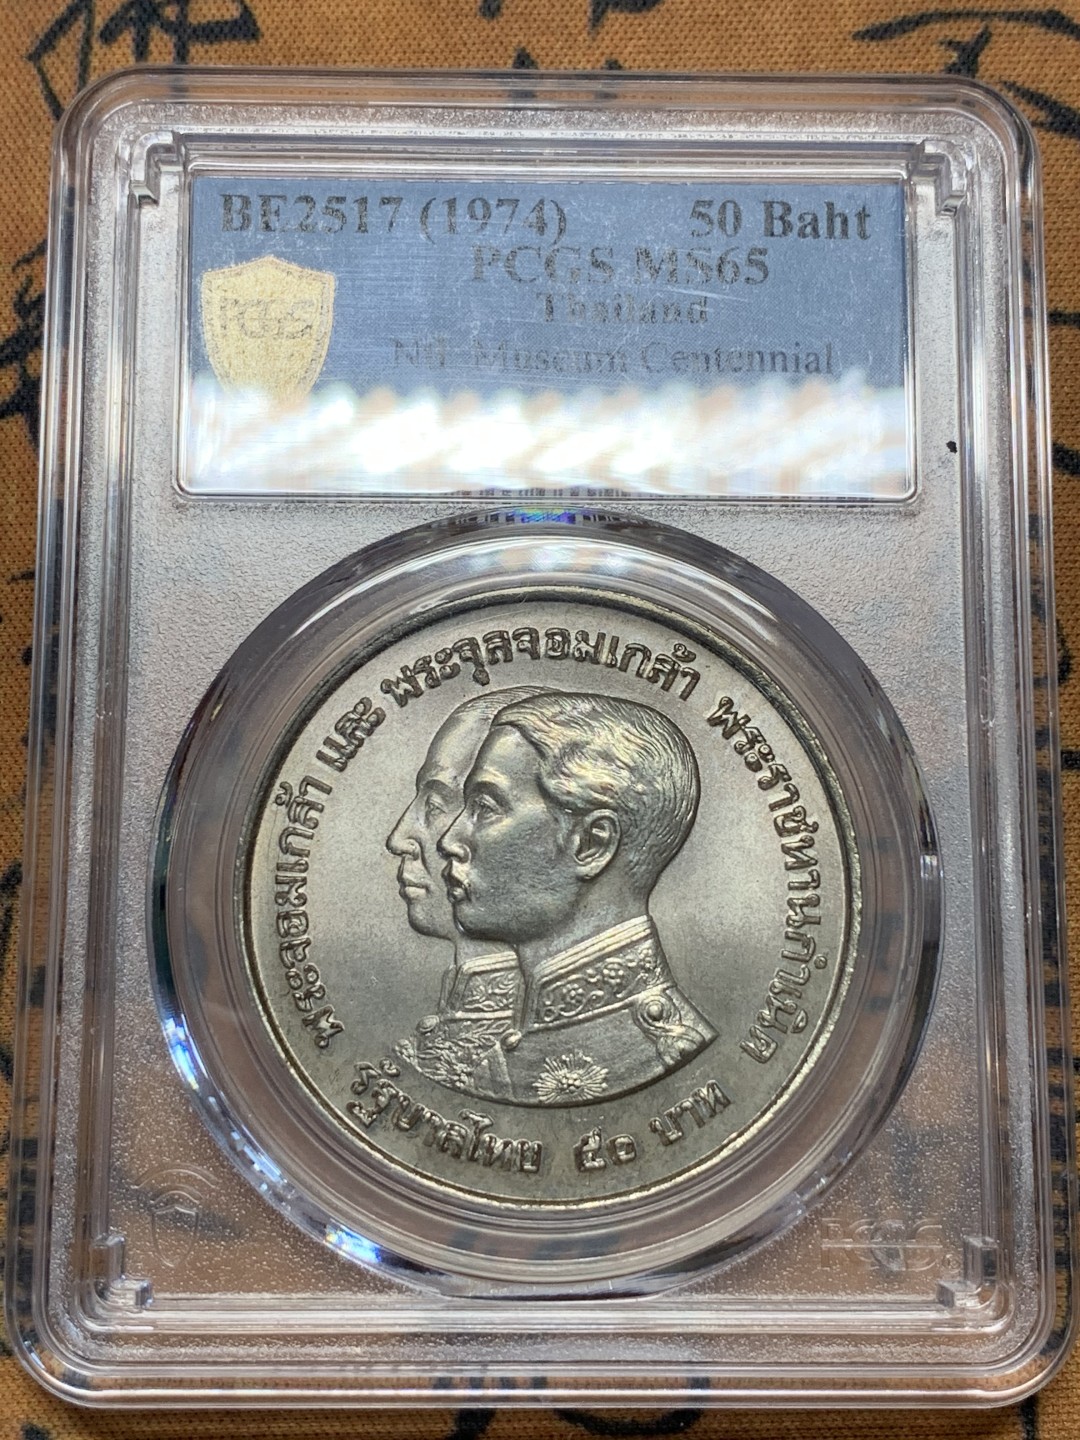 BE2517 (1974) 50 Baht
PCGS MS65
Thailand
Ntl Museum Centennial
PCGS
พระจอมเกล้า และ พระจุลจอมเกล้า พระราชทานกำเนิด
รัฐบาลไทย ๕๐ บาท
PCGS